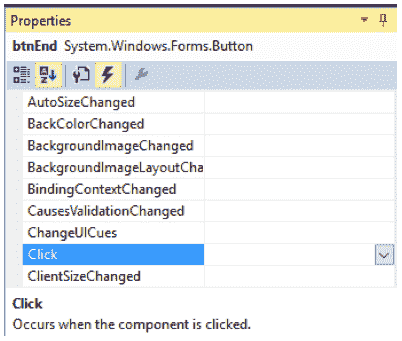 Properties
btnEnd System.Windows.Forms.Button
AutoSizeChanged
BackColorChanged
BackgroundImageChanged
BackgroundImageLayoutCha
BindingContextChanged
CausesValidationChanged
ChangeUICues
Click
ClientSizeChanged
Click
Occurs when the component is clicked.